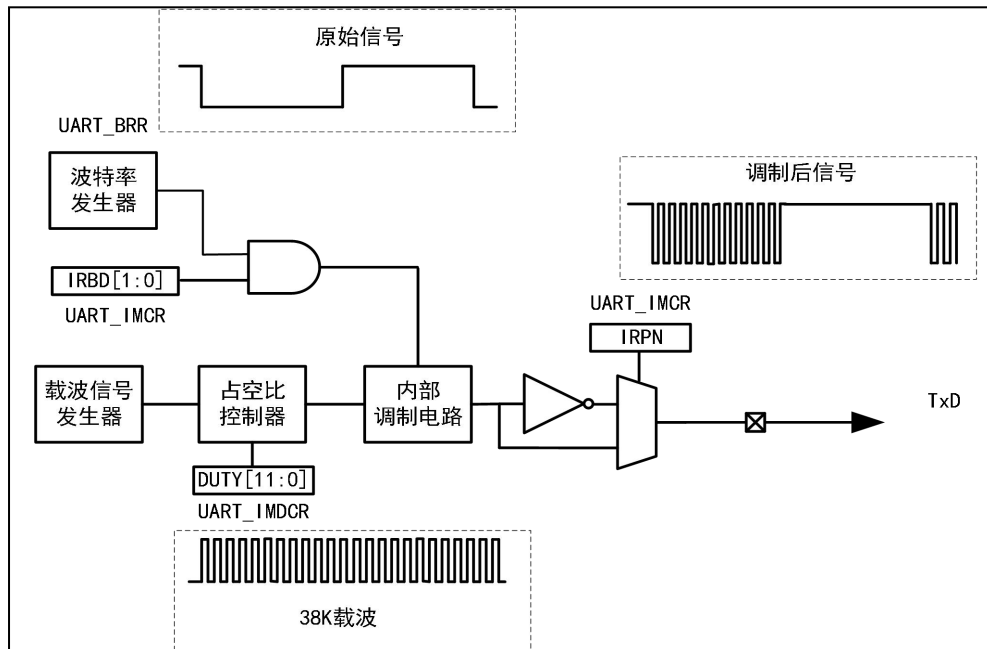 原始信号
UART_BRR
波特率
发生器
调制后信号
IRBD[1:0]
UART_IMCR
UART_IMCR
IRPN
载波信号
发生器
占空比
控制器
内部
调制电路
TxD
DUTY[11:0]
UART_IMDCR
38K载波